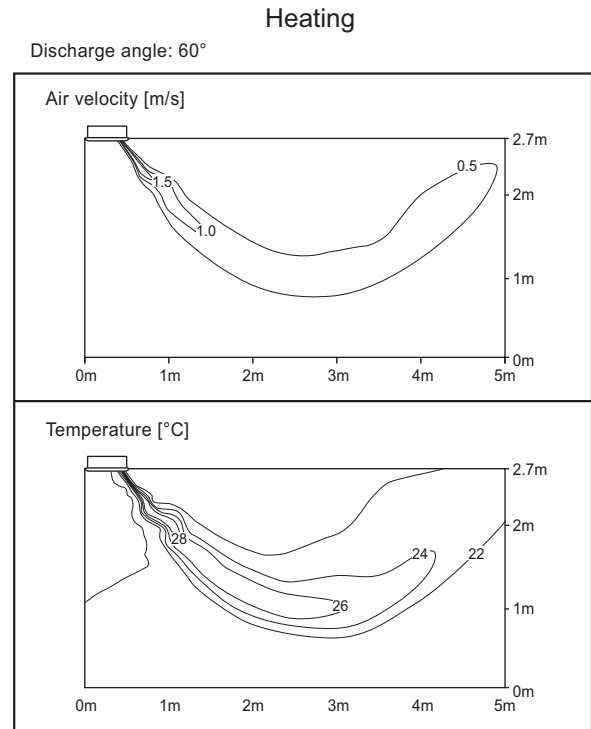 Heating
Discharge angle: 60°
Air velocity [m/s]
2.7m
0.5
1.5
2m
1.0
1m
0m
0m 1m 2m 3m 4m 5m
Temperature [°C]
2.7m
2m
28
24 22
26
1m
0m
0m 1m 2m 3m 4m 5m